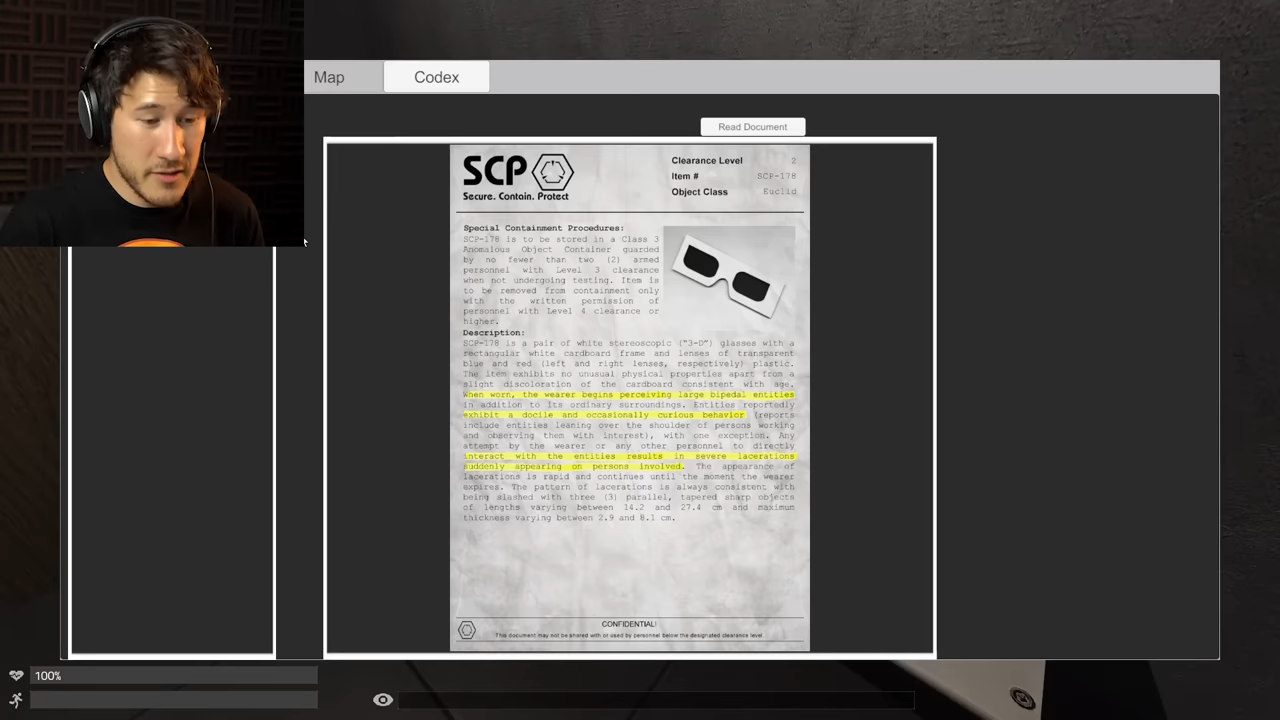 Map
Codex
Read Document
SCP
Secure. Contain. Protect
Clearance Level 2
Item # SCP-178
Object Class Euclid
Special Containment Procedures:
SCP-178 is to be stored in a Class 3
Anomalous Object Container guarded
by no fewer than two (2) armed
personnel with Level 3 clearance
when not undergoing testing. Item is
to be removed from containment only
with the written permission of
personnel with Level 4 clearance or
higher.
Description:
SCP-178 is a pair of white stereoscopic ("3-D") glasses with a
rectangular white cardboard frame and lenses of transparent
blue and red (left and right lenses, respectively) plastic.
The item exhibits no unusual physical properties apart from a
slight discoloration of the cardboard consistent with age.
When worn, the wearer begins perceiving large bipedal entities
in addition to its ordinary surroundings. Entities reportedly
exhibit a docile and occasionally curious behavior (reports
include entities leaning over the shoulder of persons working
and observing them with interest), with one exception. Any
attempt by the wearer or any other personnel to directly
interact with the entities results in severe lacerations
suddenly appearing on persons involved. The appearance of
lacerations is rapid and continues until the moment the wearer
expires. The pattern of lacerations is always consistent with
being slashed with three (3) parallel, tapered sharp objects
of lengths varying between 14.2 and 27.4 cm and maximum
thickness varying between 2.9 and 8.1 cm.
CONFIDENTIAL!
This document may not be shared with or used by personnel below the designated clearance level
100%